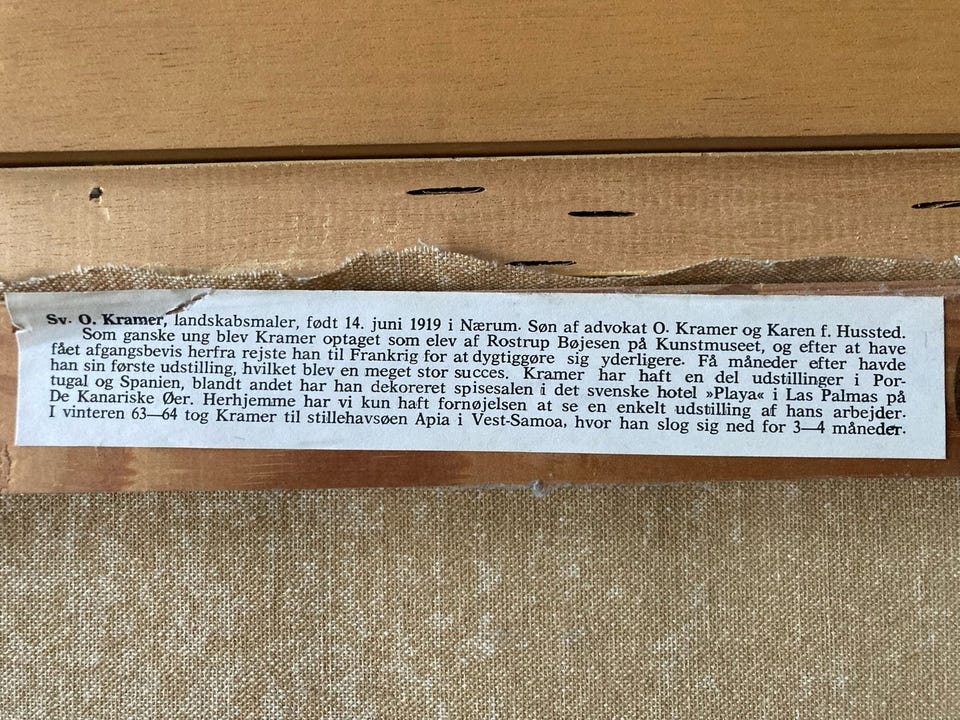 Sv. O. Kramer, landskabsmaler, født 14. juni 1919 i Nærum. Søn af advokat O. Kramer og Karen f. Hussted.
Som ganske ung blev Kramer optaget som elev af Rostrup Bøjesen på Kunstmuseet, og efter at have
fået afgangsbevis herfra rejste han til Frankrig for at dygtiggøre sig yderligere. Få måneder efter havde
han sin første udstilling, hvilket blev en meget stor succes. Kramer har haft en del udstillinger i Por-
tugal og Spanien, blandt andet har han dekoreret spisesalen i det svenske hotel »Playa« i Las Palmas på
De Kanariske Øer. Herhjemme har vi kun haft fornøjelsen at se en enkelt udstilling af hans arbejder.
I vinteren 63—64 tog Kramer til stillehavsøen Apia i Vest-Samoa, hvor han slog sig ned for 3—4 måneder.